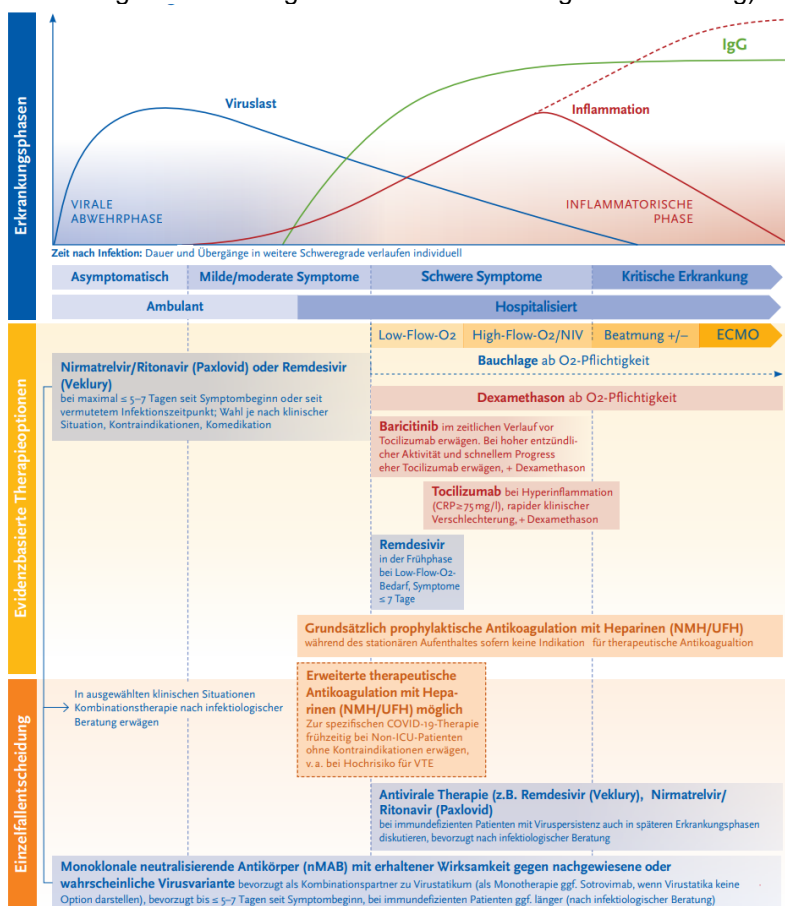 Erkrankungsphasen
IgG
Viruslast
Inflammation
VIRALE
ABWEHRPHASE
INFLAMMATORISCHE
PHASE
Zeit nach Infektion: Dauer und Übergänge in weitere Schweregrade verlaufen individuell
Asymptomatisch
Milde/moderate Symptome
Schwere Symptome
Kritische Erkrankung
Ambulant
Hospitalisiert
Evidenzbasierte Therapieoptionen
Low-Flow-O2
High-Flow-O2/NIV
Beatmung +/–
ECMO
Bauchlage ab O2-Pflichtigkeit
Nirmatrelvir/Ritonavir (Paxlovid) oder Remdesivir
(Veklury)
bei maximal ≤ 5–7 Tagen seit Symptombeginn oder seit
vermutetem Infektionszeitpunkt; Wahl je nach klinischer
Situation, Kontraindikationen, Komedikation
Dexamethason ab O2-Pflichtigkeit
Baricitinib im zeitlichen Verlauf vor
Tocilizumab erwägen. Bei hoher entzündli-
cher Aktivität und schnellem Progress
eher Tocilizumab erwägen, + Dexamethason
Tocilizumab bei Hyperinflammation
(CRP≥75mg/l), rapider klinischer
Verschlechterung, + Dexamethason
Remdesivir
in der Frühphase
bei Low-Flow-O2-
Bedarf, Symptome
≤ 7 Tage
Grundsätzlich prophylaktische Antikoagulation mit Heparinen (NMH/UFH)
während des stationären Aufenthaltes sofern keine Indikation für therapeutische Antikoagualtion
Einzelfallentscheidung
In ausgewählten klinischen Situationen
Kombinationstherapie nach infektiologischer
Beratung erwägen
Erweiterte therapeutische
Antikoagulation mit Hepa-
rinen (NMH/UFH) möglich
Zur spezifischen COVID-19-Therapie
frühzeitig bei Non-ICU-Patienten
ohne Kontraindikationen erwägen,
v. a. bei Hochrisiko für VTE
Antivirale Therapie (z.B. Remdesivir (Veklury), Nirmatrelvir/
Ritonavir (Paxlovid)
bei immundefizienten Patienten mit Viruspersistenz auch in späteren Erkrankungsphasen
diskutieren, bevorzugt nach infektiologischer Beratung
Monoklonale neutralisierende Antikörper (nMAB) mit erhaltener Wirksamkeit gegen nachgewiesene oder
wahrscheinliche Virusvariante bevorzugt als Kombinationspartner zu Virustatikum (als Monotherapie ggf. Sotrovimab, wenn Virustatika keine
Option darstellen), bevorzugt bis ≤ 5–7 Tagen seit Symptombeginn, bei immundefizienten Patienten ggf. länger (nach infektiologischer Beratung)